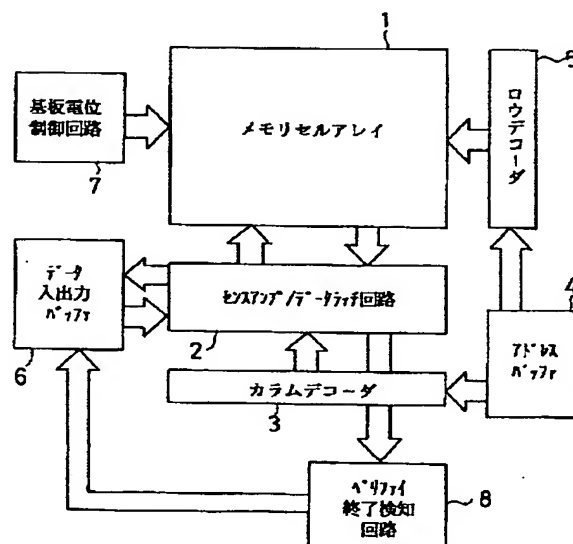 1
メモリセルアレイ
基板電位
制御回路
7
ロウデコーダ
5
データ
入出力
バッファ
6
センスアンプ/データラッチ回路
2
カラムデコーダ
3
アドレス
バッファ
4
ベリファイ
終了検知
回路
8